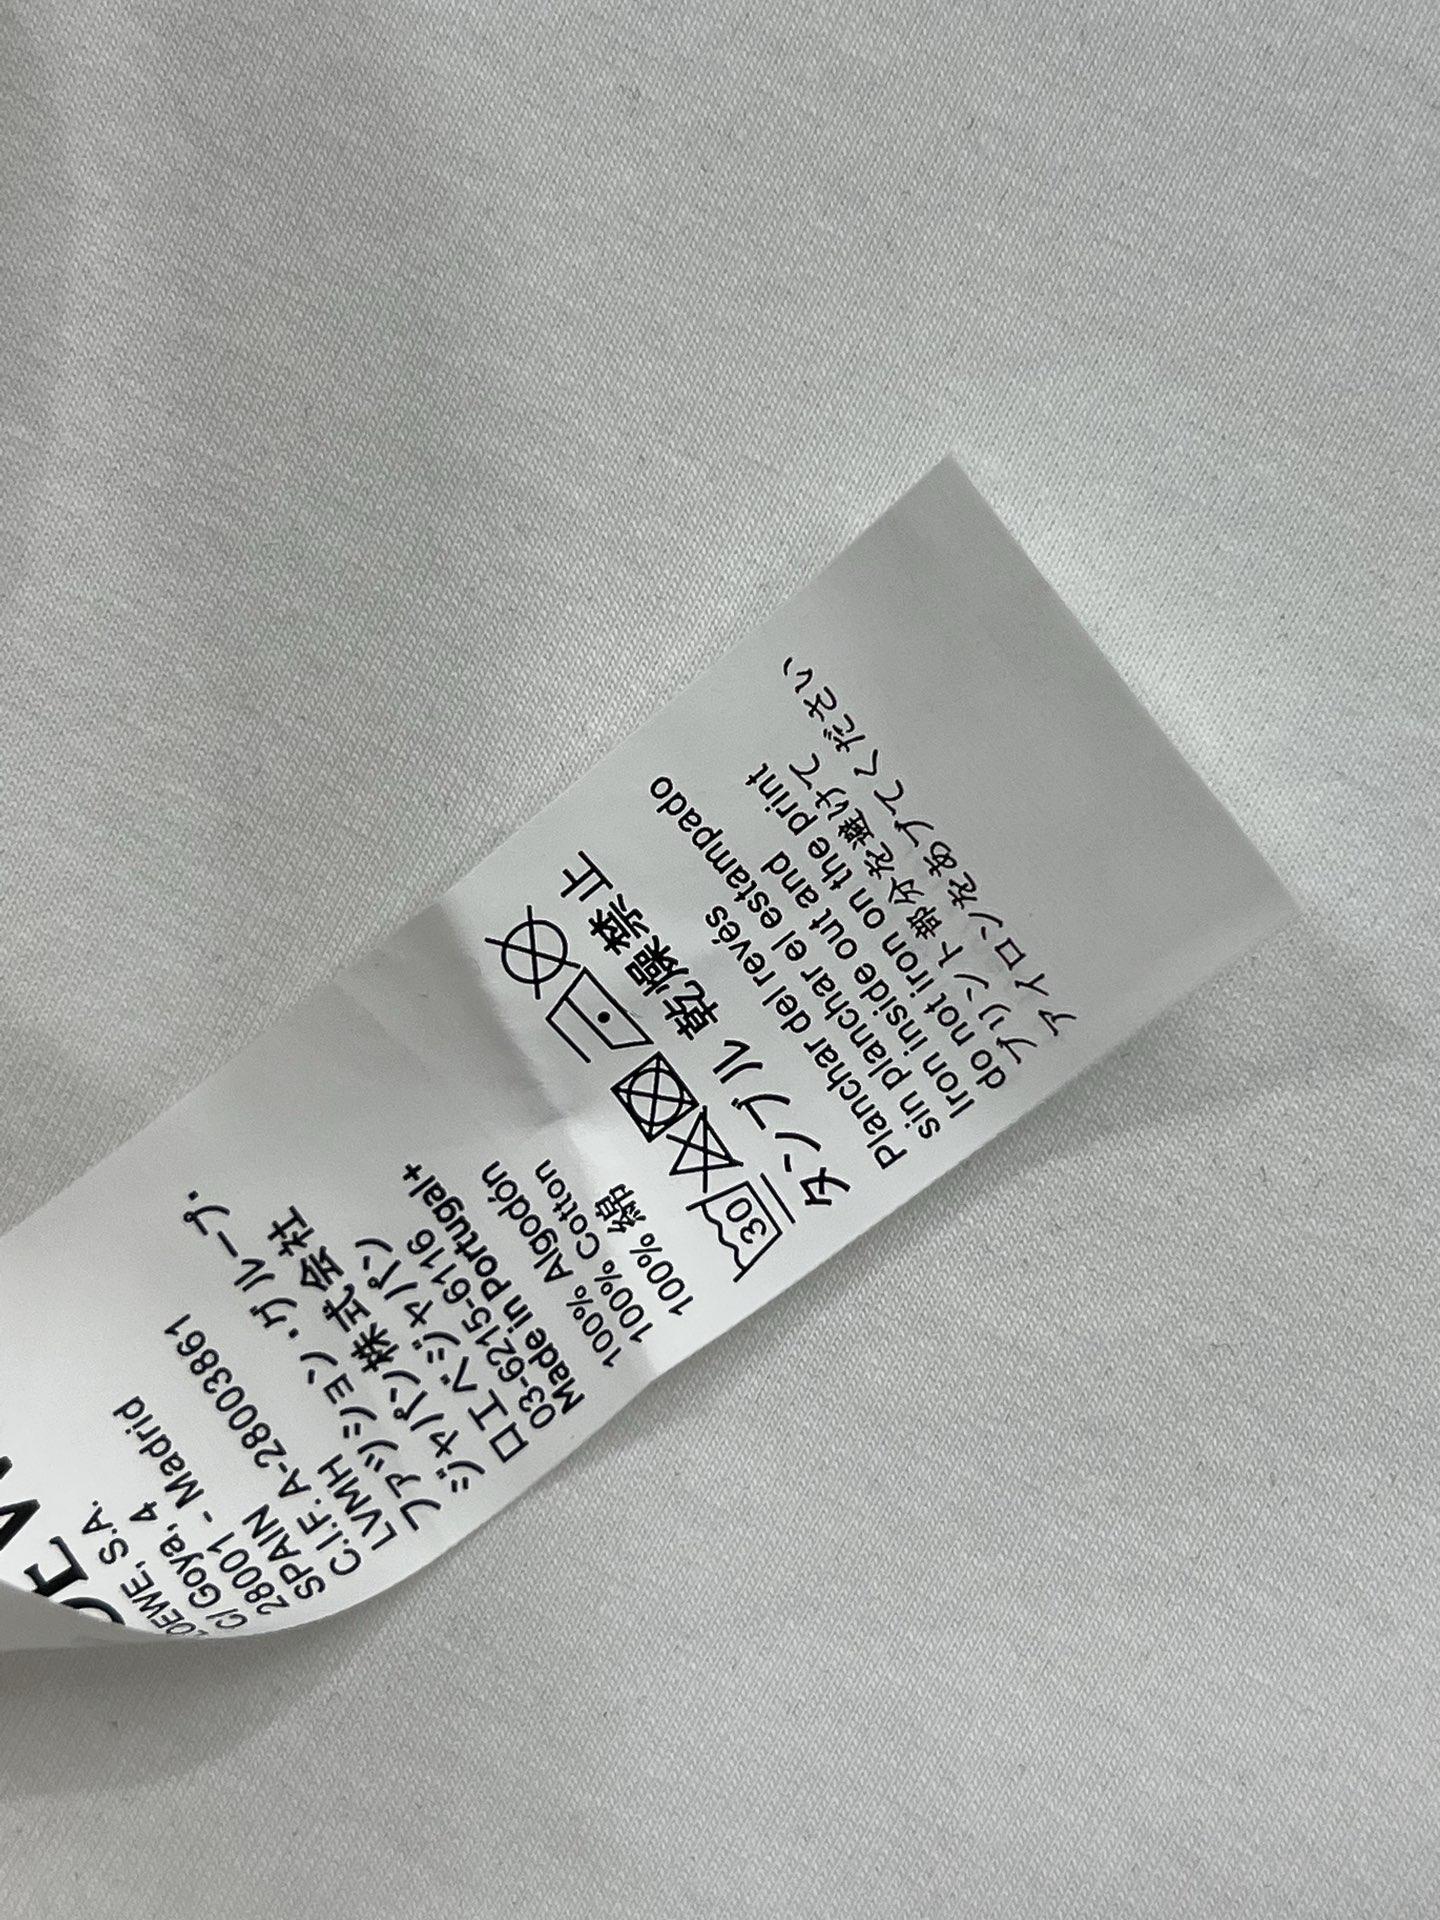 LOEWE, S.A.
C/ Goya, 4
28001 - Madrid
SPAIN
C.I.F. A-28003861
LVMH
ファッション・グループ.
ジャパン株式会社
ロエベジャパン
03-6215-6116
Made in Portugal+
100% Algodón
100% Cotton
100% 綿
30
タンブル 乾燥禁止
Planchar del revés
sin planchar el estampado
Iron inside out and
do not iron on the print
プリント部分を避けて
アイロンをあプてください